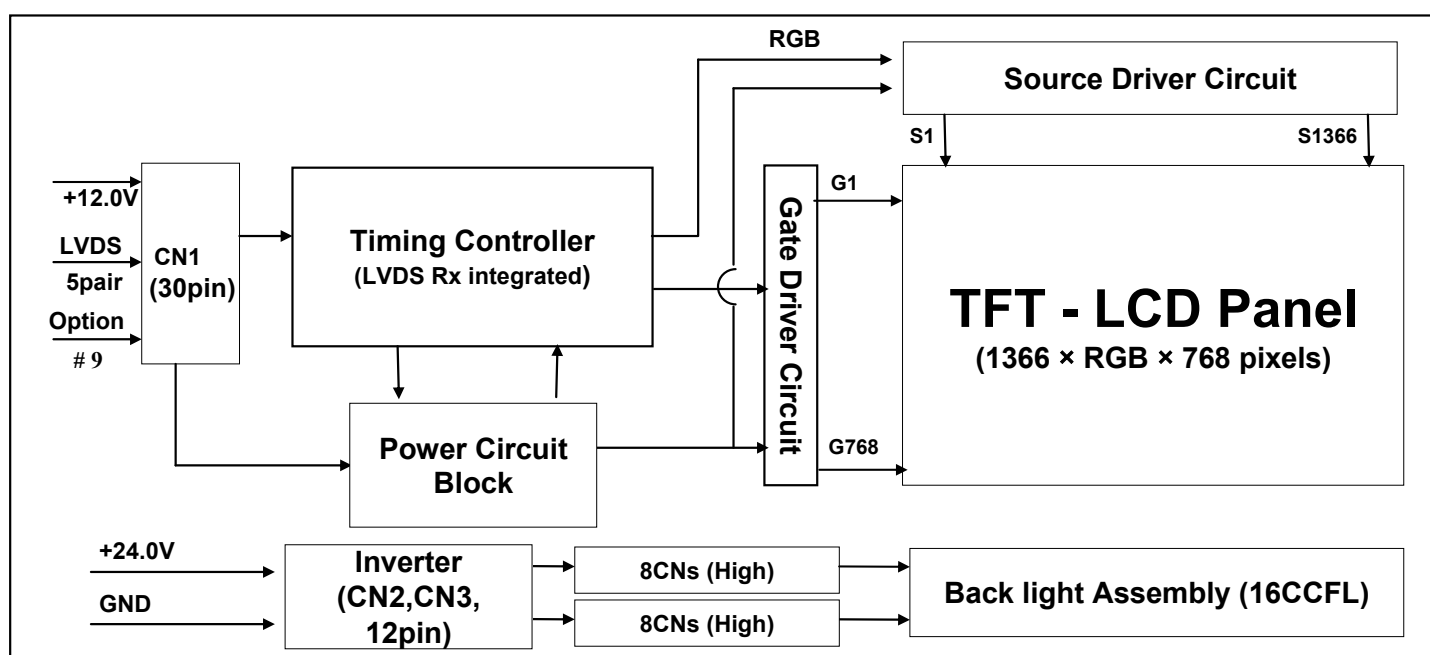 RGB
Source Driver Circuit
S1
S1366
+12.0V
LVDS
5pair
Option
# 9
CN1
(30pin)
Timing Controller
(LVDS Rx integrated)
Power Circuit
Block
Gate Driver Circuit
G1
G768
TFT - LCD Panel
(1366 × RGB × 768 pixels)
+24.0V
GND
Inverter
(CN2,CN3,
12pin)
8CNs (High)
8CNs (High)
Back light Assembly (16CCFL)